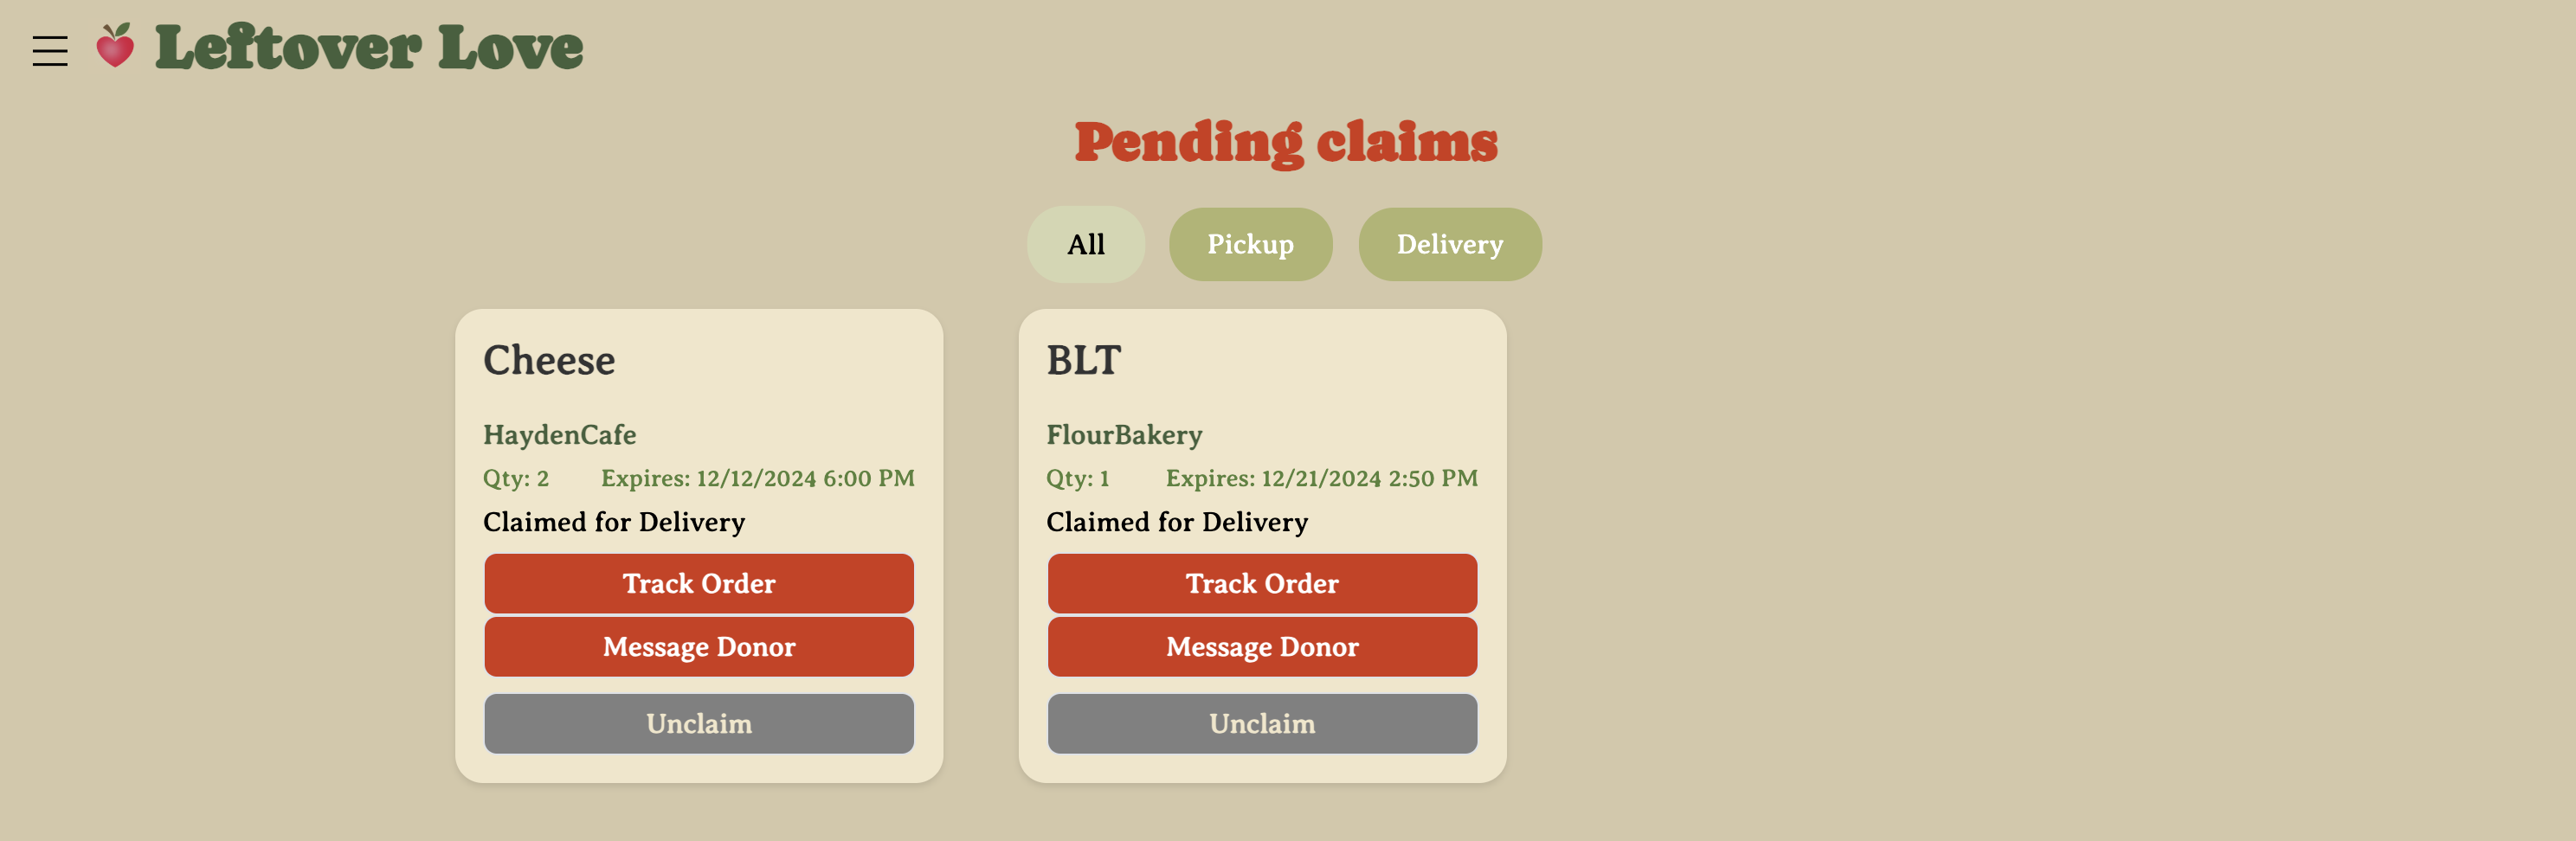 Leftover Love
Pending claims
All
Pickup
Delivery
Cheese
HaydenCafe
Qty: 2 Expires: 12/12/2024 6:00 PM
Claimed for Delivery
Track Order
Message Donor
Unclaim
BLT
FlourBakery
Qty: 1 Expires: 12/21/2024 2:50 PM
Claimed for Delivery
Track Order
Message Donor
Unclaim